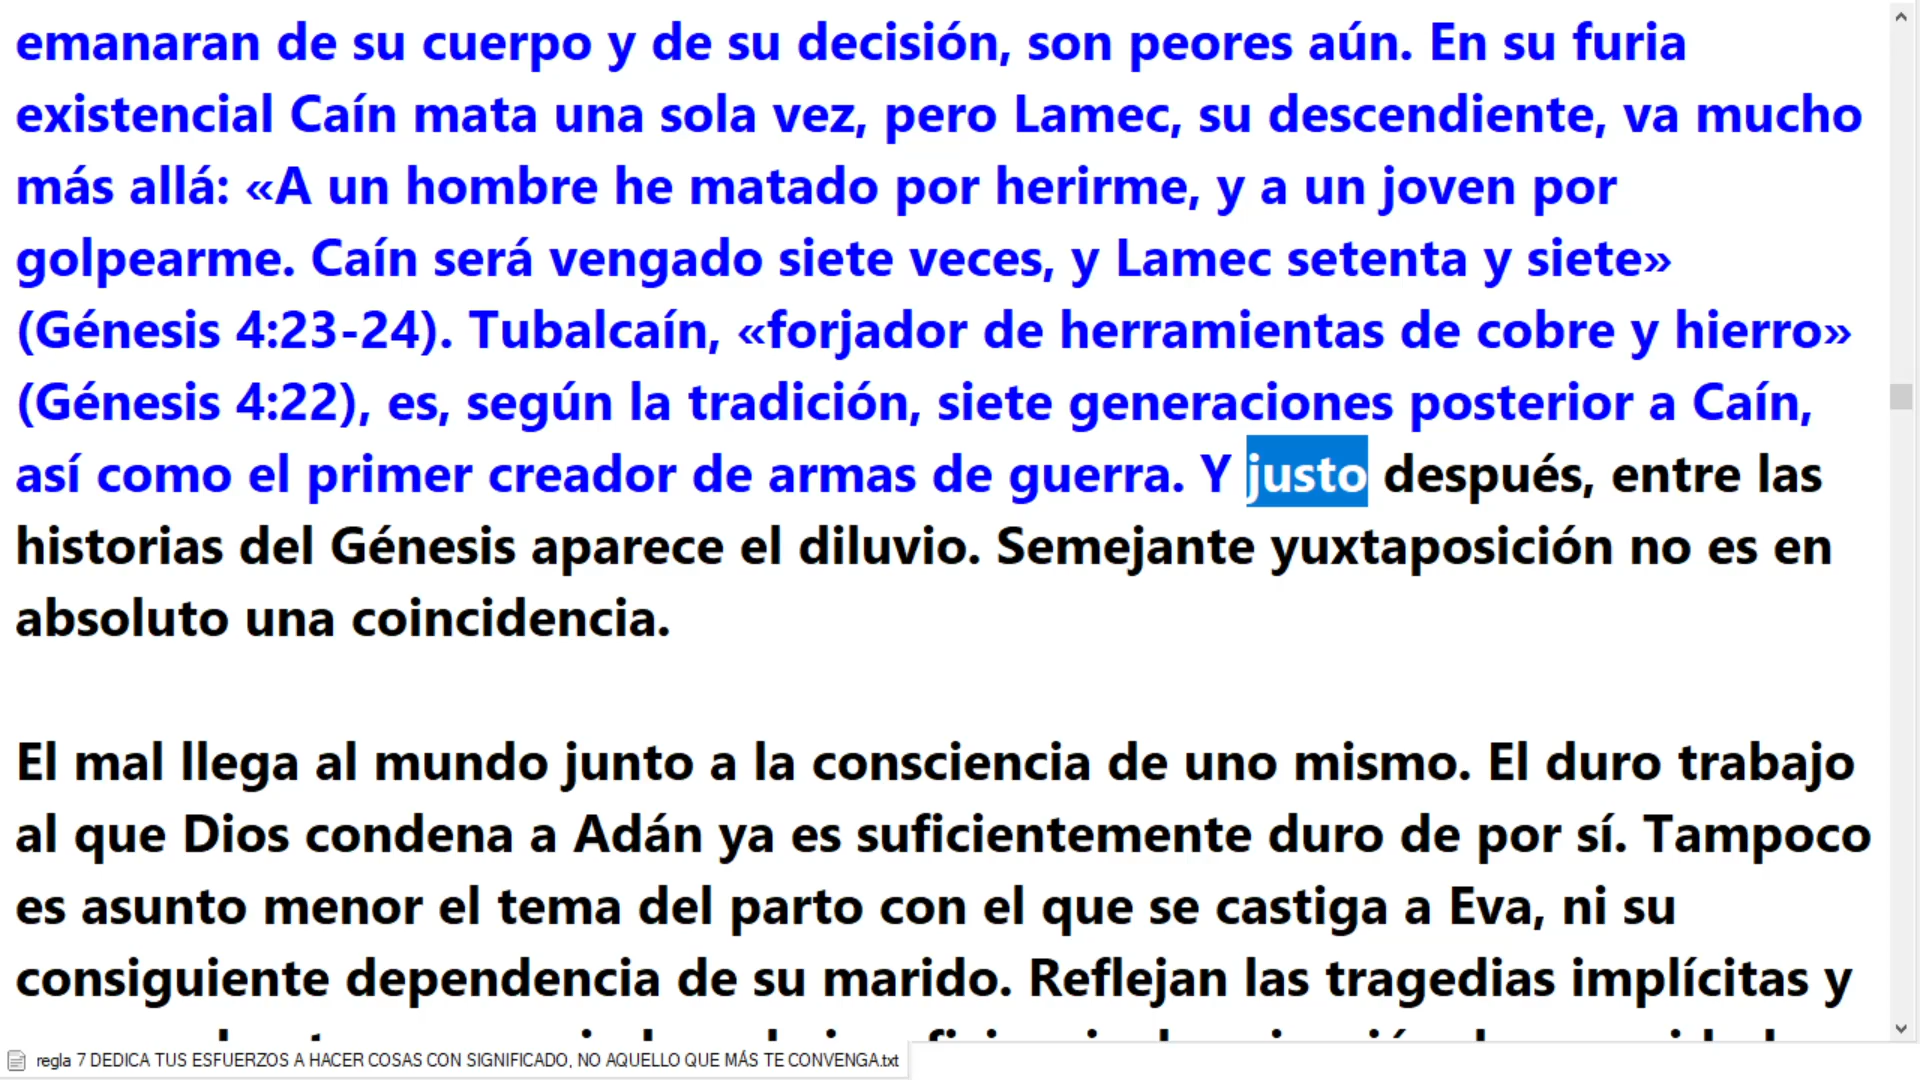 emanaran de su cuerpo y de su decisión, son peores aún. En su furia
existencial Caín mata una sola vez, pero Lamec, su descendiente, va mucho
más allá: «A un hombre he matado por herirme, y a un joven por
golpearme. Caín será vengado siete veces, y Lamec setenta y siete»
(Génesis 4:23-24). Tubalcaín, «forjador de herramientas de cobre y hierro»
(Génesis 4:22), es, según la tradición, siete generaciones posterior a Caín,
así como el primer creador de armas de guerra. Y justo después, entre las
historias del Génesis aparece el diluvio. Semejante yuxtaposición no es en
absoluto una coincidencia.
El mal llega al mundo junto a la consciencia de uno mismo. El duro trabajo
al que Dios condena a Adán ya es suficientemente duro de por sí. Tampoco
es asunto menor el tema del parto con el que se castiga a Eva, ni su
consiguiente dependencia de su marido. Reflejan las tragedias implícitas y
regla 7 DEDICA TUS ESFUERZOS A HACER COSAS CON SIGNIFICADO, NO AQUELLO QUE MÁS TE CONVENGA.txt